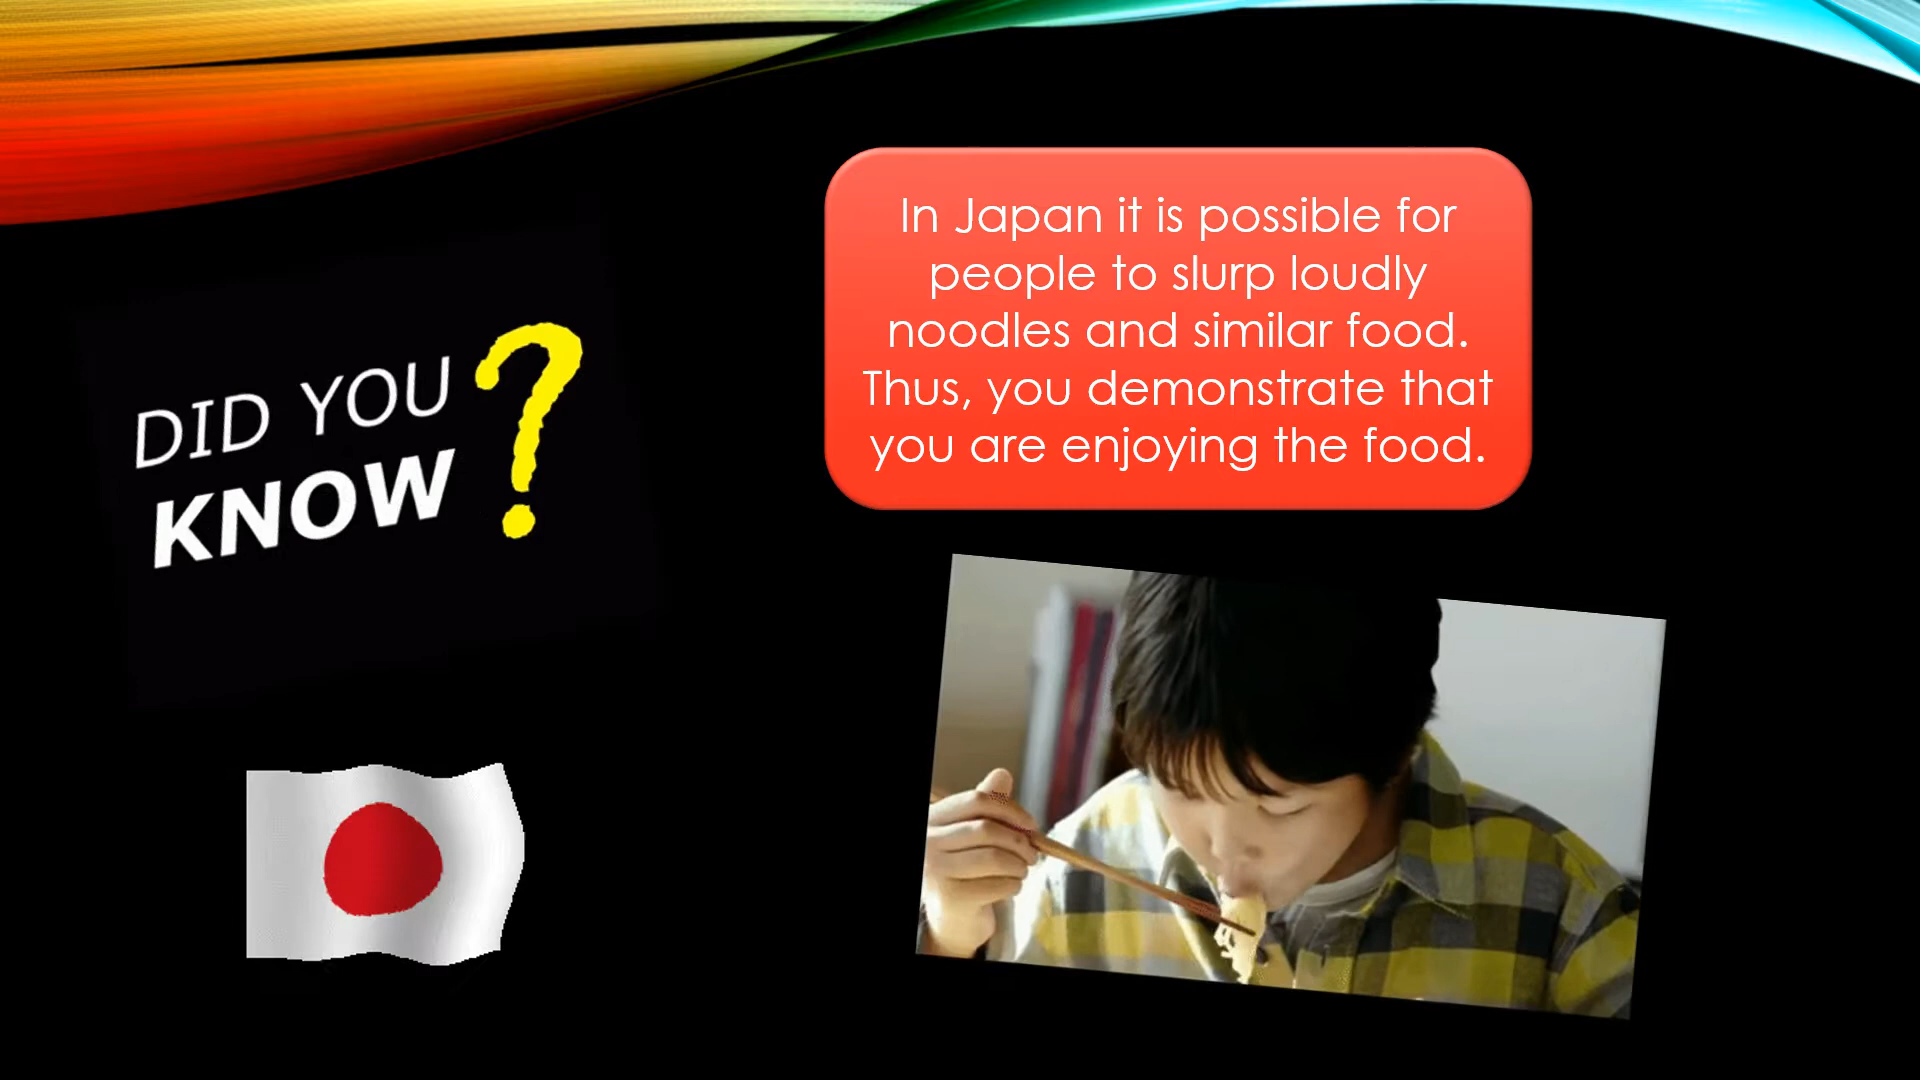 DID YOU
KNOW?
In Japan it is possible for
people to slurp loudly
noodles and similar food.
Thus, you demonstrate that
you are enjoying the food.